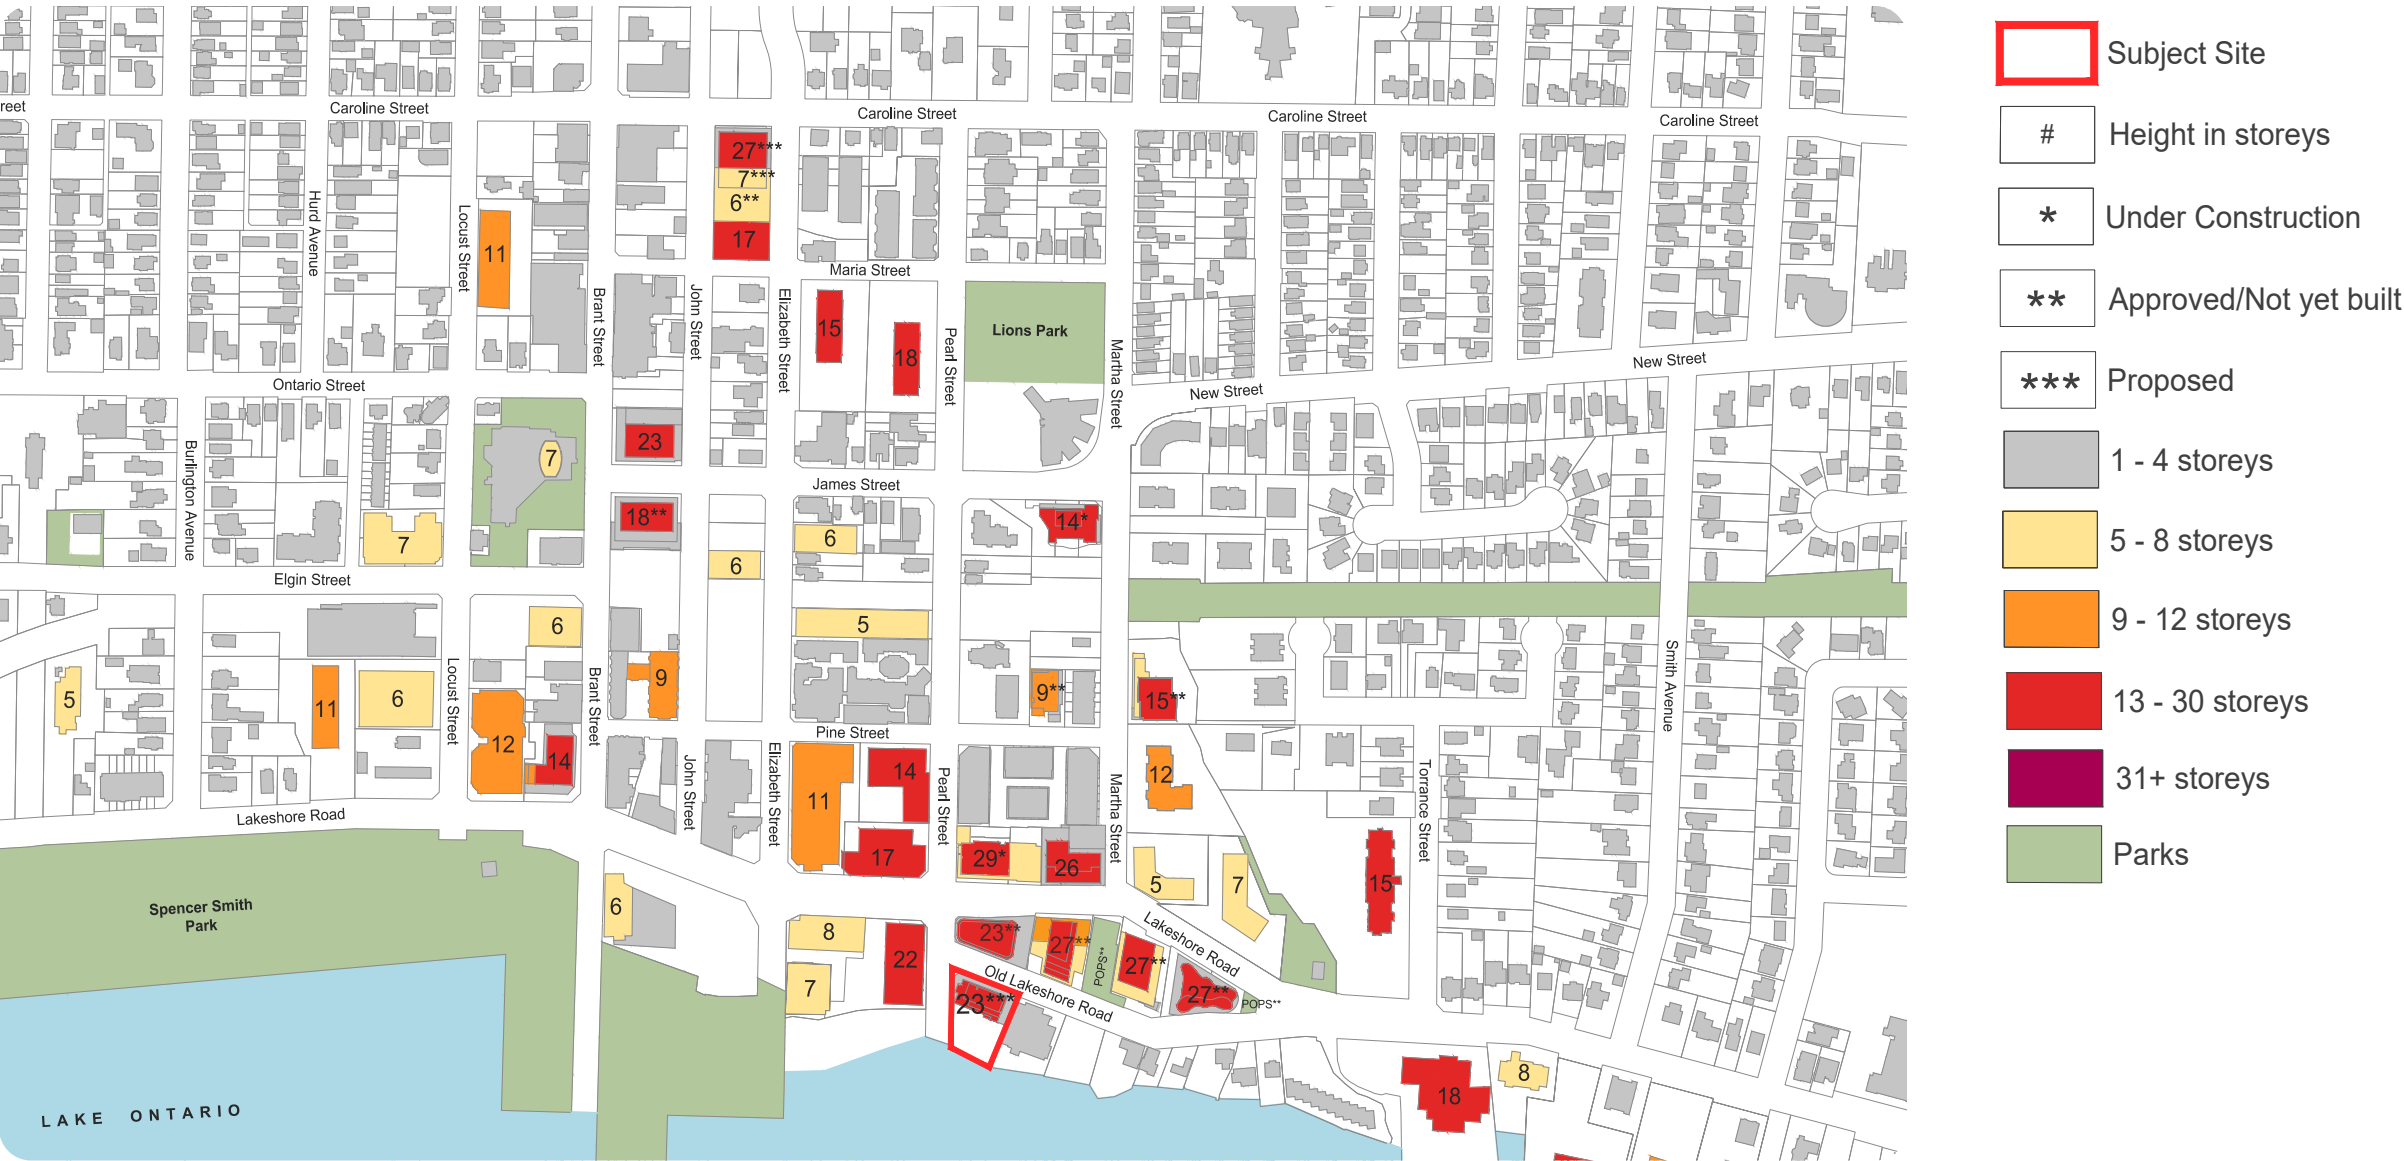 Subject Site
#
Height in storeys
*
Under Construction
**
Approved/Not yet built
***
Proposed
1 - 4 storeys
5 - 8 storeys
9 - 12 storeys
13 - 30 storeys
31+ storeys
Parks
reet
Caroline Street
Caroline Street
Caroline Street
Caroline Street
27***
7***
6**
17
Hurd Avenue
Locust Street
11
Brant Street
John Street
Elizabeth Street
Maria Street
15
18
Pearl Street
Lions Park
Martha Street
New Street
New Street
Ontario Street
Burlington Avenue
7
23
James Street
18**
14*
7
6
6
Elgin Street
6
5
Smith Avenue
5
11
6
Locust Street
12
14
Brant Street
9
9**
15**
Pine Street
John Street
Elizabeth Street
11
14
17
Pearl Street
29*
26
Martha Street
12
5
7
15
Torrance Street
Lakeshore Road
Spencer Smith
Park
6
8
7
22
23**
27**
POPS**
27**
Lakeshore Road
27**
POPS**
Old Lakeshore Road
23***
18
8
LAKE ONTARIO